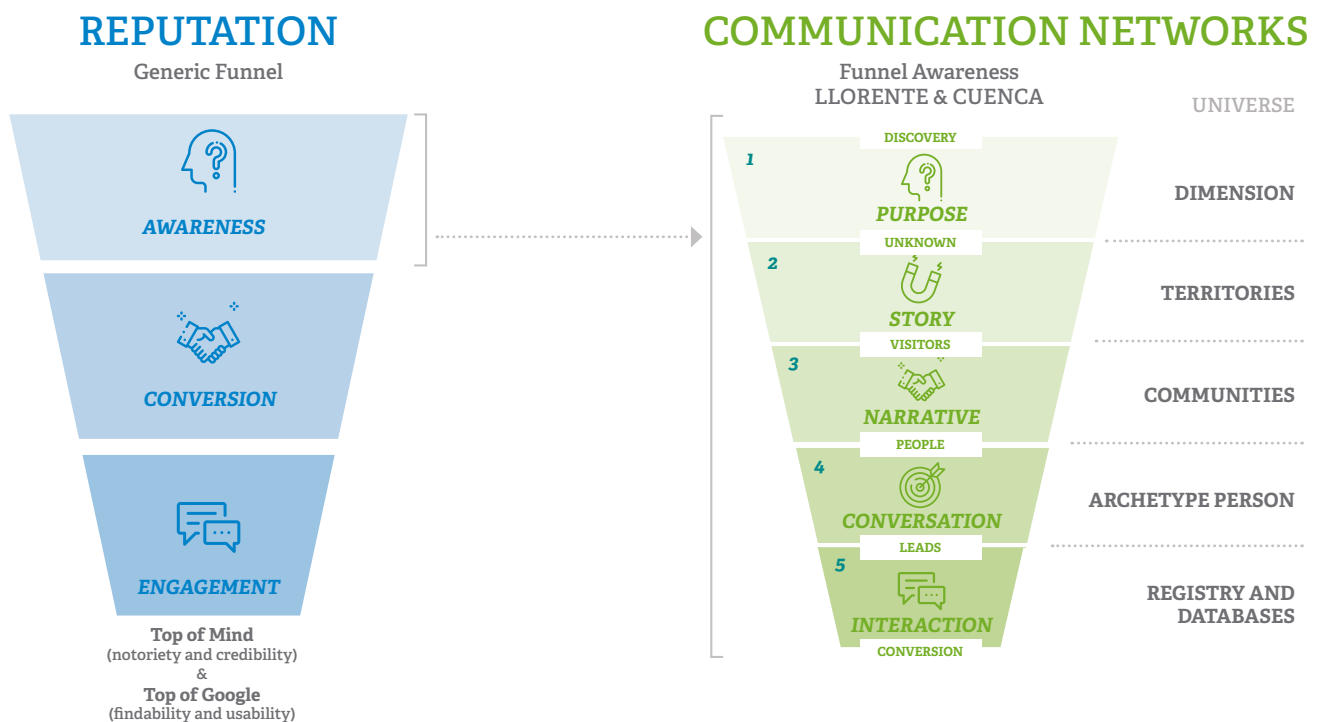 REPUTATION
Generic Funnel
AWARENESS
CONVERSION
ENGAGEMENT
Top of Mind
(notoriety and credibility)
&
Top of Google
(findability and usability)
COMMUNICATION NETWORKS
Funnel Awareness
LLORENTE & CUENCA
UNIVERSE
DISCOVERY
1
PURPOSE
DIMENSION
UNKNOWN
2
STORY
TERRITORIES
VISITORS
3
NARRATIVE
COMMUNITIES
PEOPLE
4
CONVERSATION
ARCHETYPE PERSON
LEADS
5
INTERACTION
REGISTRY AND
DATABASES
CONVERSION